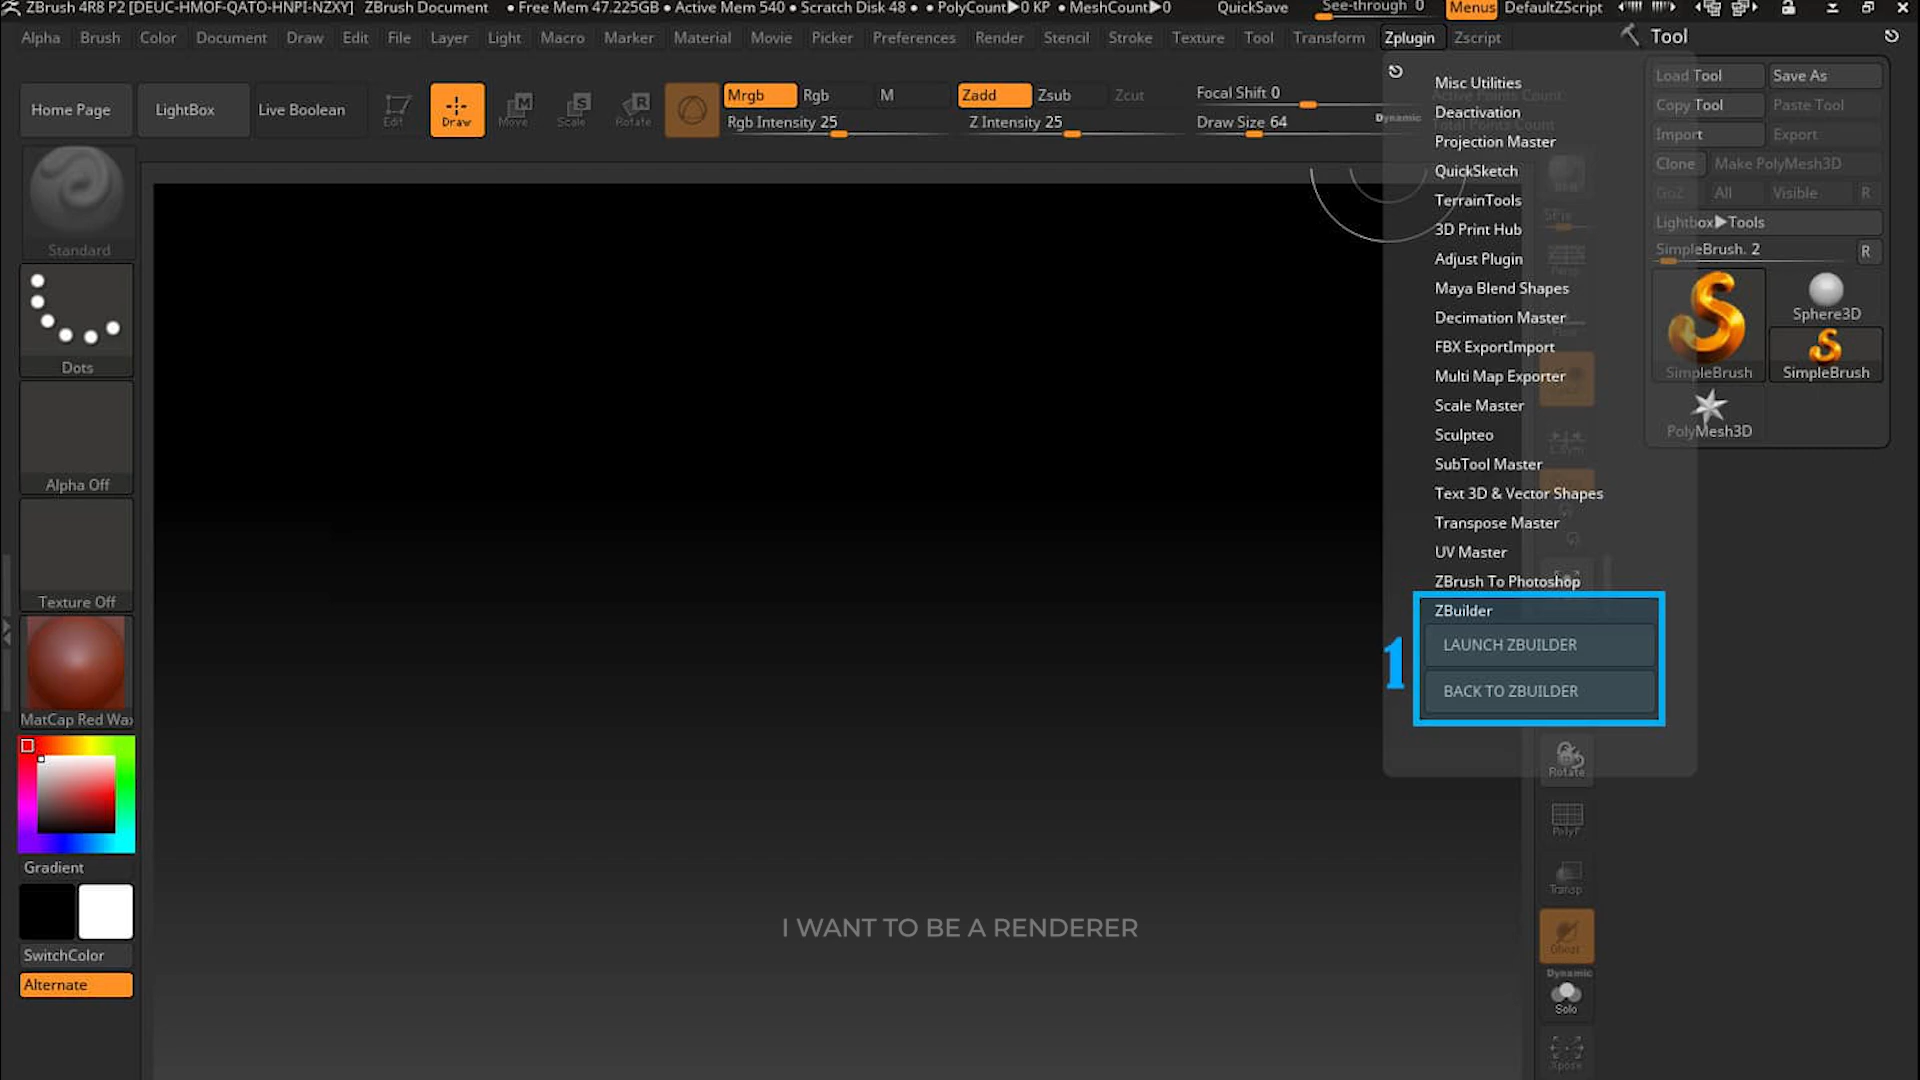 ZBrush 4R8 P2 [DEUC-HMOF-QATO-HNPI-NZXY] ZBrush Document • Free Mem 47.225GB • Active Mem 540 • Scratch Disk 48 • • PolyCount▶0 KP • MeshCount▶0 QuickSave See-through 0 Menus DefaultZScript
Alpha Brush Color Document Draw Edit File Layer Light Macro Marker Material Movie Picker Preferences Render Stencil Stroke Texture Tool Transform Zplugin Zscript
Tool
Home Page
LightBox
Live Boolean
Edit
Draw
Move
Scale
Rotate
Mrgb Rgb M
Rgb Intensity 25
Zadd Zsub Zcut
Z Intensity 25
Focal Shift 0
Draw Size 64
Dynamic
Active Points Count
Total Points Count
Standard
Dots
Alpha Off
Texture Off
MatCap Red Wax
Gradient
SwitchColor
Alternate
Misc Utilities
Deactivation
Projection Master
QuickSketch
TerrainTools
3D Print Hub
Adjust Plugin
Maya Blend Shapes
Decimation Master
FBX ExportImport
Multi Map Exporter
Scale Master
Sculpteo
SubTool Master
Text 3D & Vector Shapes
Transpose Master
UV Master
ZBrush To Photoshop
ZBuilder
LAUNCH ZBUILDER
BACK TO ZBUILDER
1
SPix
Persp
Rotate
PolyF
Transp
Ghost
Dynamic
Solo
Xpose
Load Tool Save As
Copy Tool Paste Tool
Import Export
Clone Make PolyMesh3D
GoZ All Visible R
Lightbox▶Tools
SimpleBrush. 2 R
SimpleBrush
Sphere3D
SimpleBrush
PolyMesh3D
I WANT TO BE A RENDERER